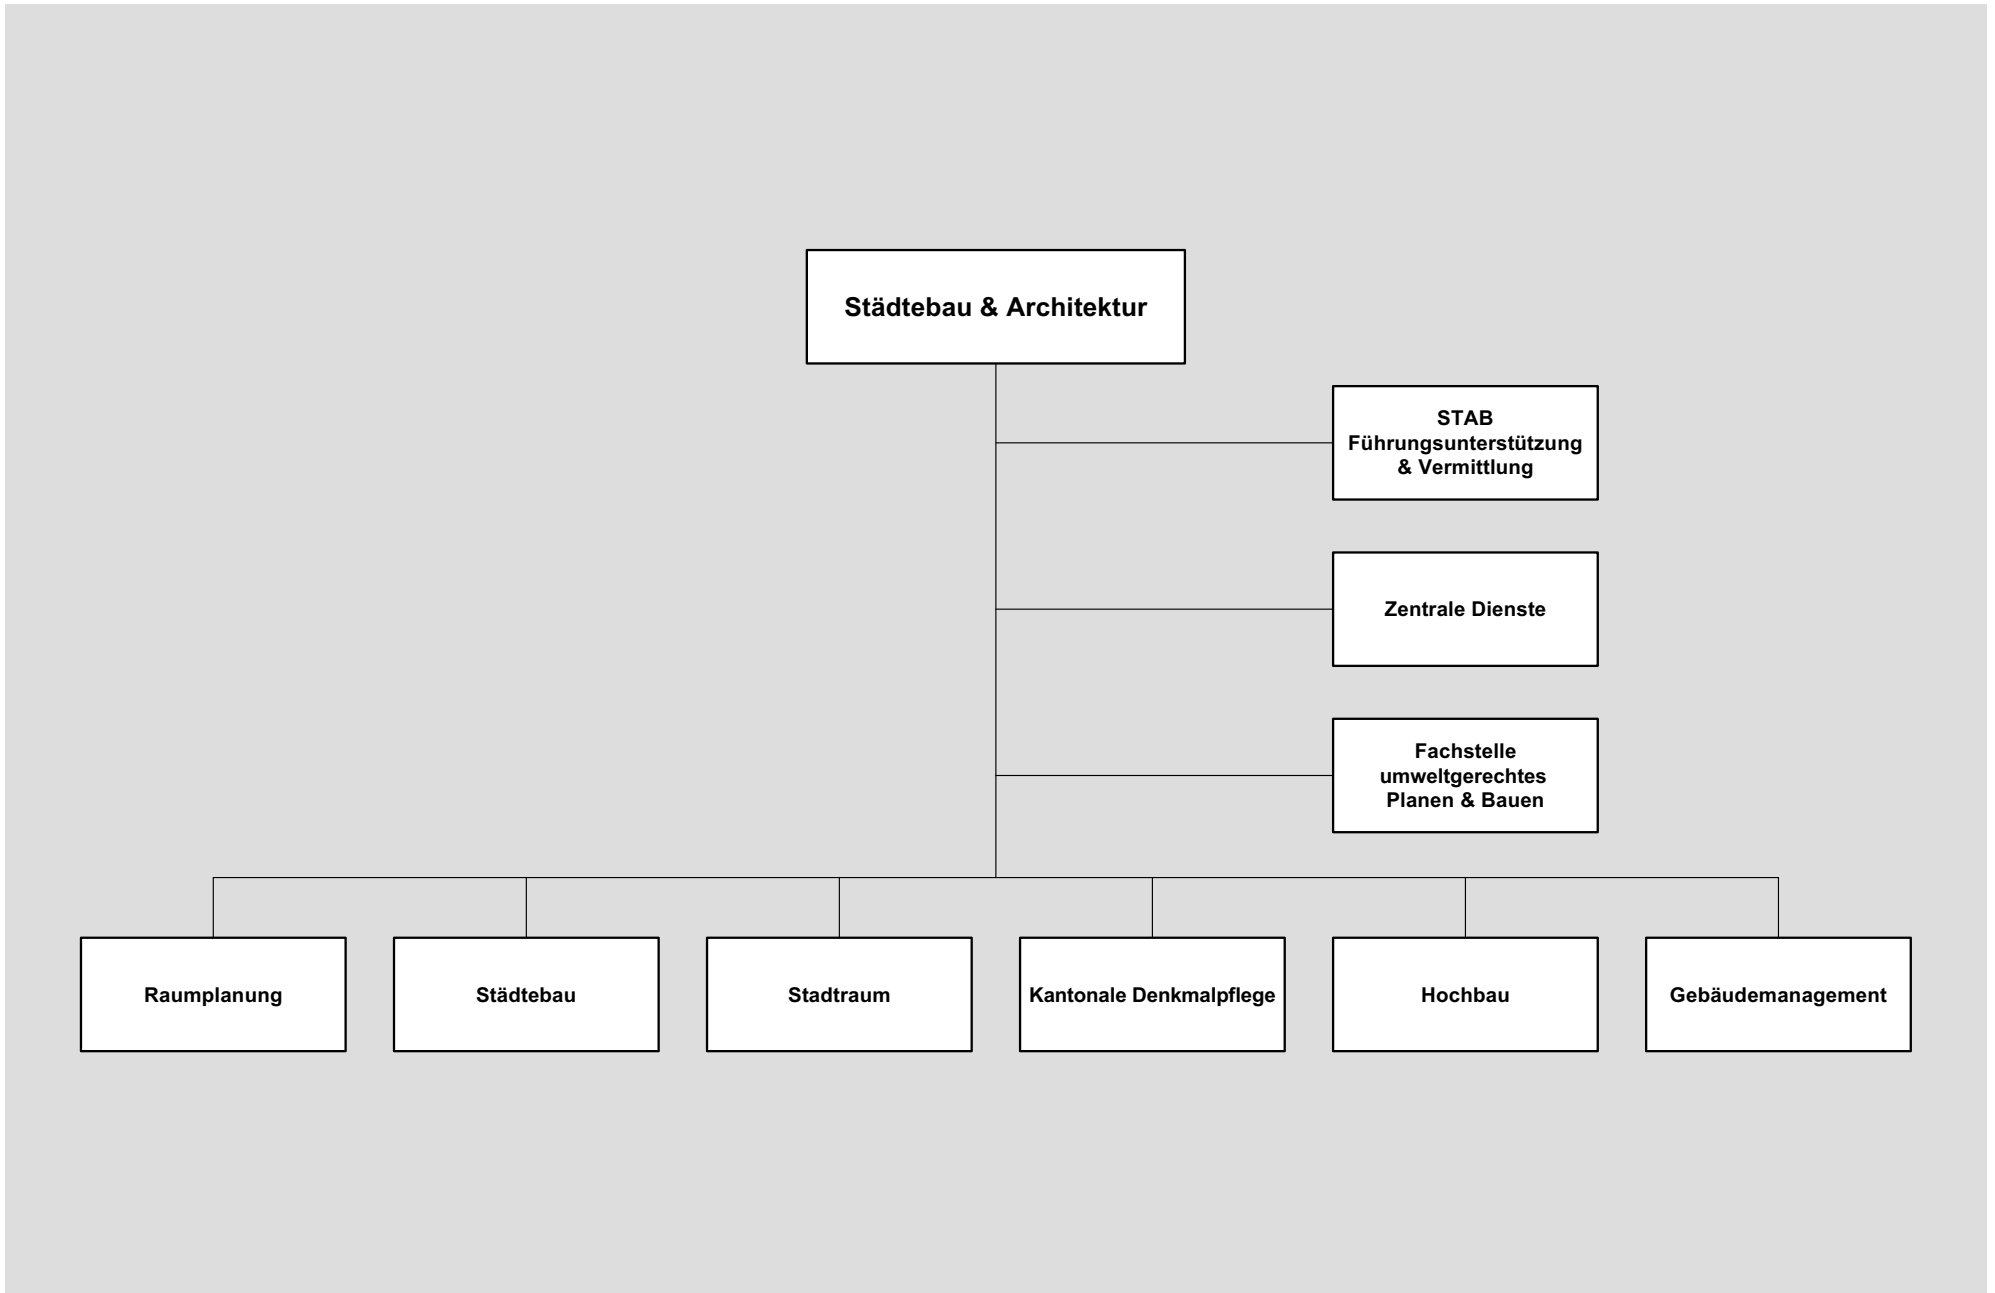 Städtebau & Architektur
STAB
Führungsunterstützung
& Vermittlung
Zentrale Dienste
Fachstelle
umweltgerechtes
Planen & Bauen
Raumplanung
Städtebau
Stadtraum
Kantonale Denkmalpflege
Hochbau
Gebäudemanagement